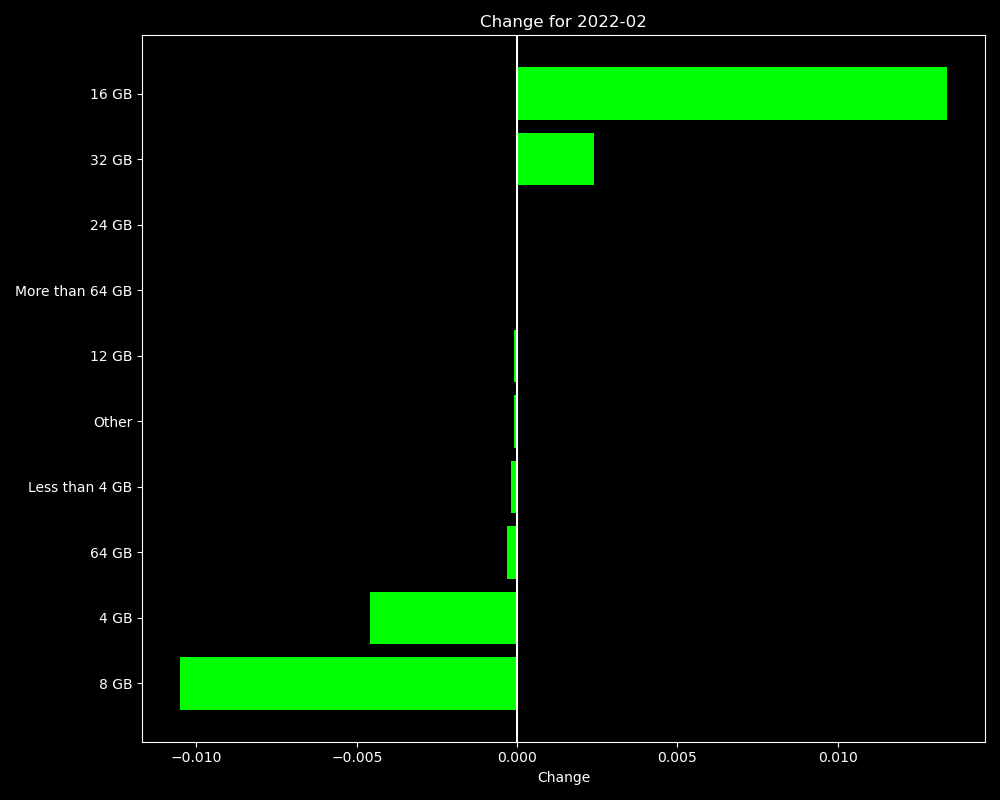 Change for 2022-02
16 GB
32 GB
24 GB
More than 64 GB
12 GB
Other
Less than 4 GB
64 GB
4 GB
8 GB
−0.010 −0.005 0.000 0.005 0.010
Change